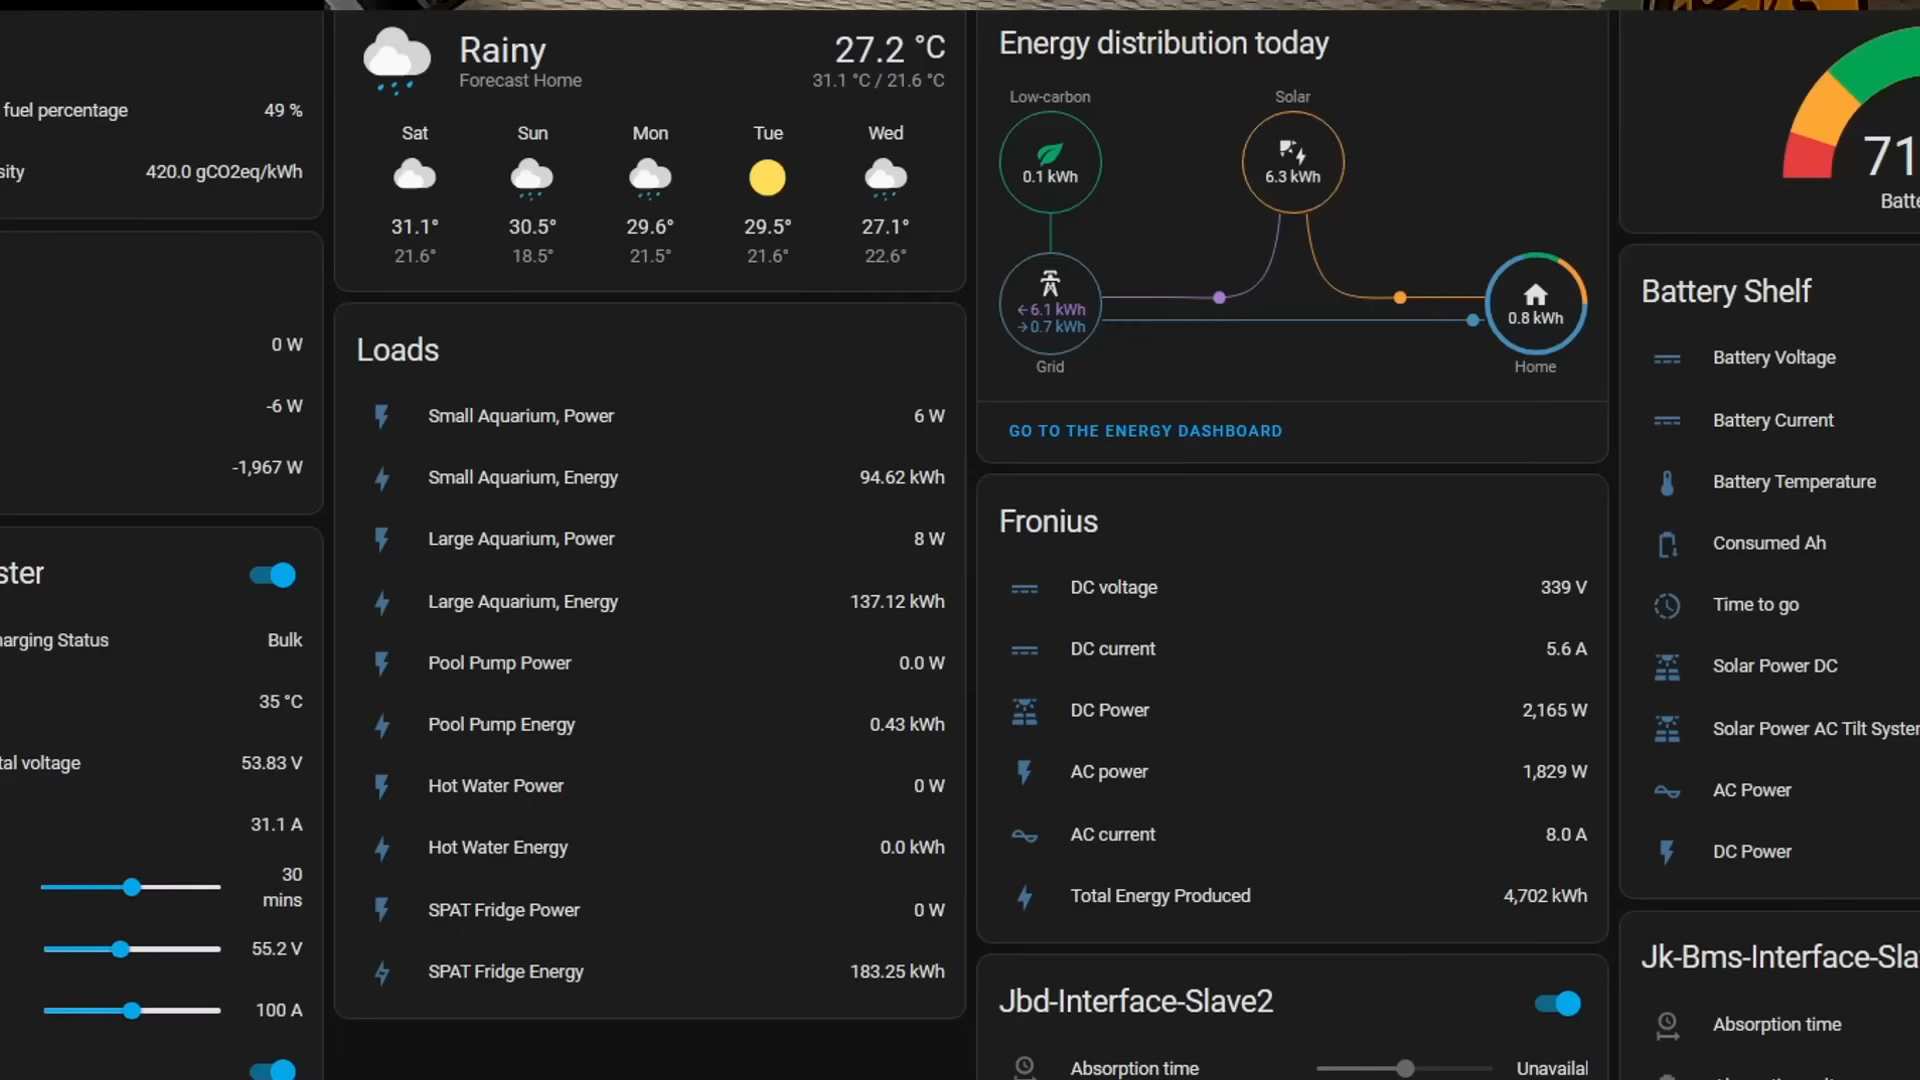 fuel percentage
49 %
sity
420.0 gCO2eq/kWh
0 W
-6 W
-1,967 W
ster
harging Status
Bulk
35 °C
tal voltage
53.83 V
31.1 A
30
mins
55.2 V
100 A
Rainy
Forecast Home
27.2 °C
31.1 °C / 21.6 °C
Sat
Sun
Mon
Tue
Wed
31.1°
30.5°
29.6°
29.5°
27.1°
21.6°
18.5°
21.5°
21.6°
22.6°
Loads
Small Aquarium, Power
6 W
Small Aquarium, Energy
94.62 kWh
Large Aquarium, Power
8 W
Large Aquarium, Energy
137.12 kWh
Pool Pump Power
0.0 W
Pool Pump Energy
0.43 kWh
Hot Water Power
0 W
Hot Water Energy
0.0 kWh
SPAT Fridge Power
0 W
SPAT Fridge Energy
183.25 kWh
Energy distribution today
Low-carbon
Solar
0.1 kWh
6.3 kWh
←6.1 kWh
→0.7 kWh
0.8 kWh
Grid
Home
GO TO THE ENERGY DASHBOARD
Fronius
DC voltage
339 V
DC current
5.6 A
DC Power
2,165 W
AC power
1,829 W
AC current
8.0 A
Total Energy Produced
4,702 kWh
Jbd-Interface-Slave2
Absorption time
Unavailal
71
Batte
Battery Shelf
Battery Voltage
Battery Current
Battery Temperature
Consumed Ah
Time to go
Solar Power DC
Solar Power AC Tilt System
AC Power
DC Power
Jk-Bms-Interface-Sla
Absorption time